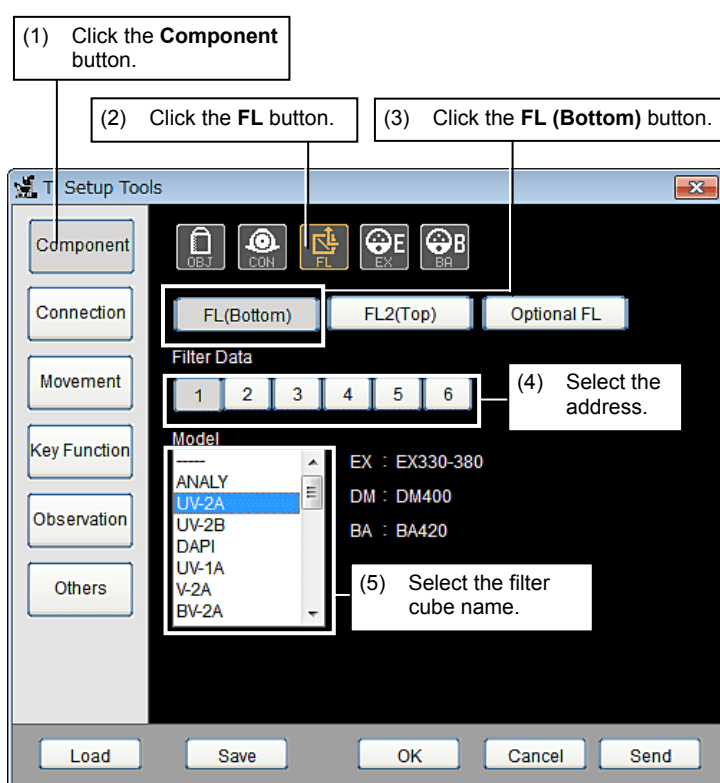 (1) Click the Component
button.
(2) Click the FL button.
(3) Click the FL (Bottom) button.
Ti Setup Tools
Component
OBJ
CON
FL
E
EX
B
BA
Connection
FL(Bottom)
FL2(Top)
Optional FL
Filter Data
Movement
1
2
3
4
5
6
(4) Select the
address.
Model
-----
ANALY
UV-2A
UV-2B
DAPI
UV-1A
V-2A
BV-2A
EX : EX330-380
DM : DM400
BA : BA420
Key Function
Observation
Others
(5) Select the filter
cube name.
Load
Save
OK
Cancel
Send